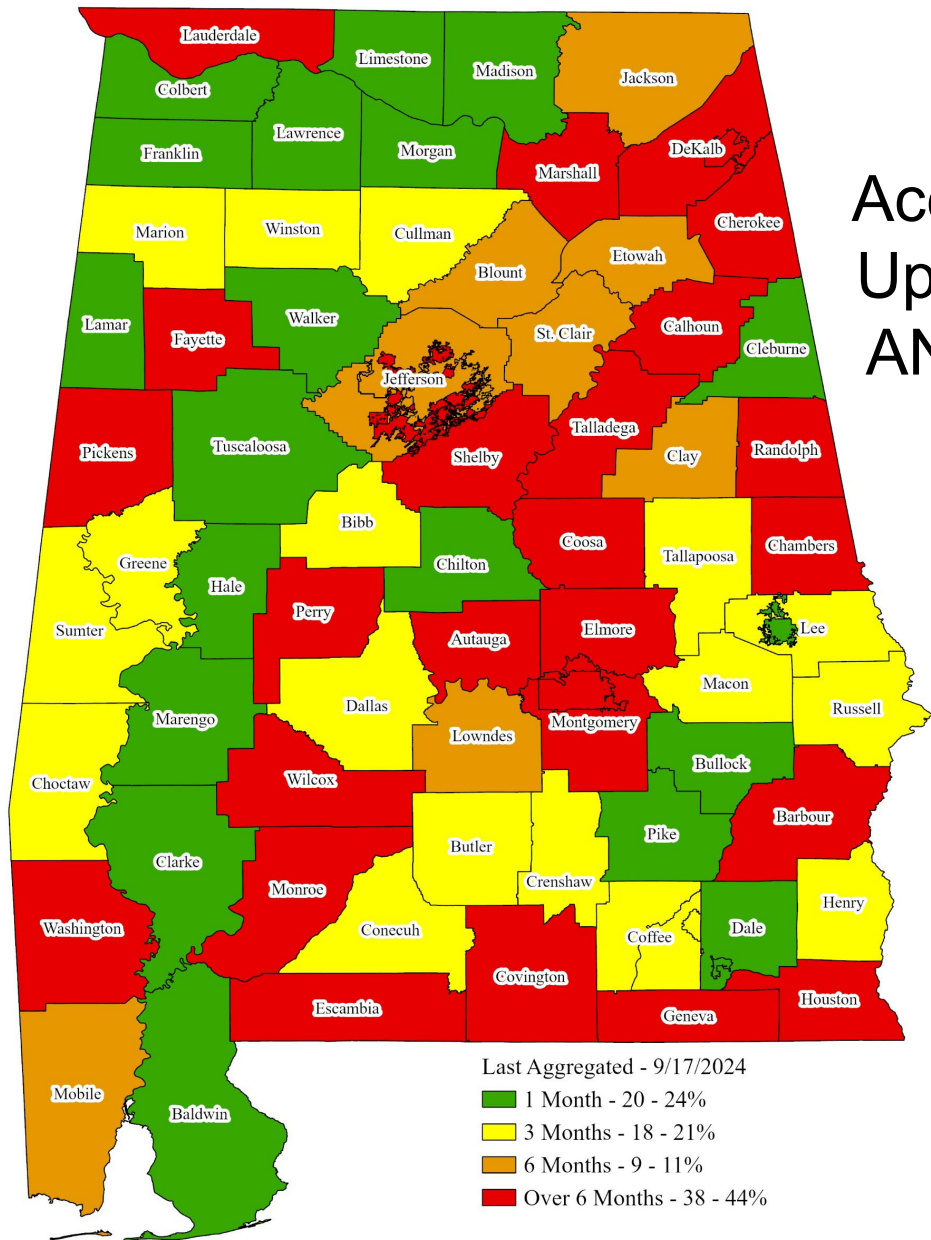 Lauderdale
Limestone
Madison
Jackson
Colbert
Lawrence
Franklin
Morgan
Marshall
DeKalb
Cherokee
Marion
Winston
Cullman
Blount
Etowah
Lamar
Fayette
Walker
St. Clair
Calhoun
Cleburne
Jefferson
Pickens
Tuscaloosa
Shelby
Talladega
Clay
Randolph
Bibb
Greene
Hale
Chilton
Coosa
Tallapoosa
Chambers
Sumter
Perry
Autauga
Elmore
Lee
Marengo
Dallas
Lowndes
Montgomery
Macon
Russell
Choctaw
Wilcox
Bullock
Barbour
Clarke
Butler
Crenshaw
Pike
Washington
Monroe
Conecuh
Coffee
Dale
Henry
Escambia
Covington
Geneva
Houston
Mobile
Baldwin
Acc
Up
AN
Last Aggregated - 9/17/2024
1 Month - 20 - 24%
3 Months - 18 - 21%
6 Months - 9 - 11%
Over 6 Months - 38 - 44%